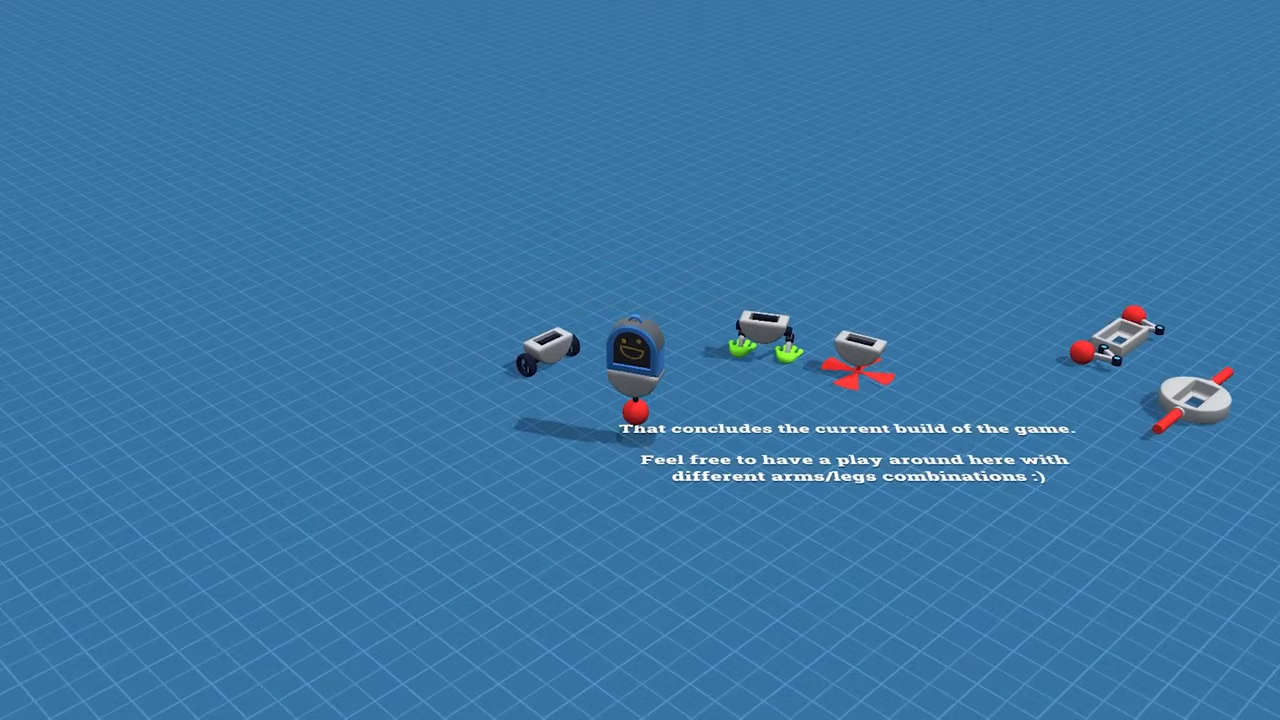 That concludes the current build of the game.
Feel free to have a play around here with
different arms/legs combinations :)